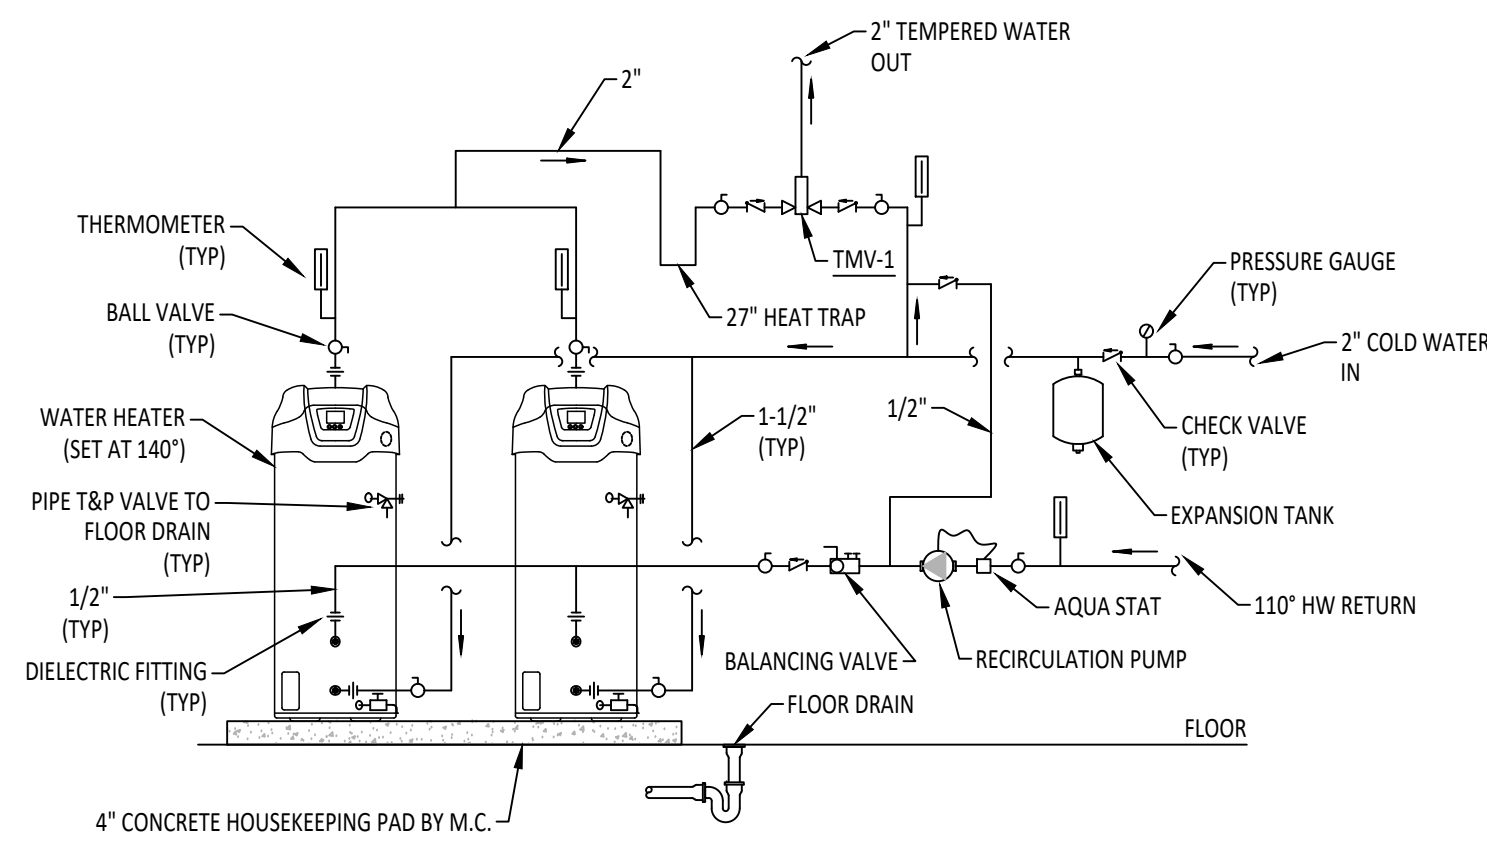 2" TEMPERED WATER
OUT
2"
THERMOMETER
(TYP)
TMV-1
PRESSURE GAUGE
(TYP)
BALL VALVE
(TYP)
27" HEAT TRAP
2" COLD WATER
IN
WATER HEATER
(SET AT 140°)
1-1/2"
(TYP)
1/2"
CHECK VALVE
(TYP)
PIPE T&P VALVE TO
FLOOR DRAIN
(TYP)
EXPANSION TANK
1/2"
(TYP)
AQUA STAT
110° HW RETURN
DIELECTRIC FITTING
(TYP)
BALANCING VALVE
RECIRCULATION PUMP
FLOOR DRAIN
FLOOR
4" CONCRETE HOUSEKEEPING PAD BY M.C.